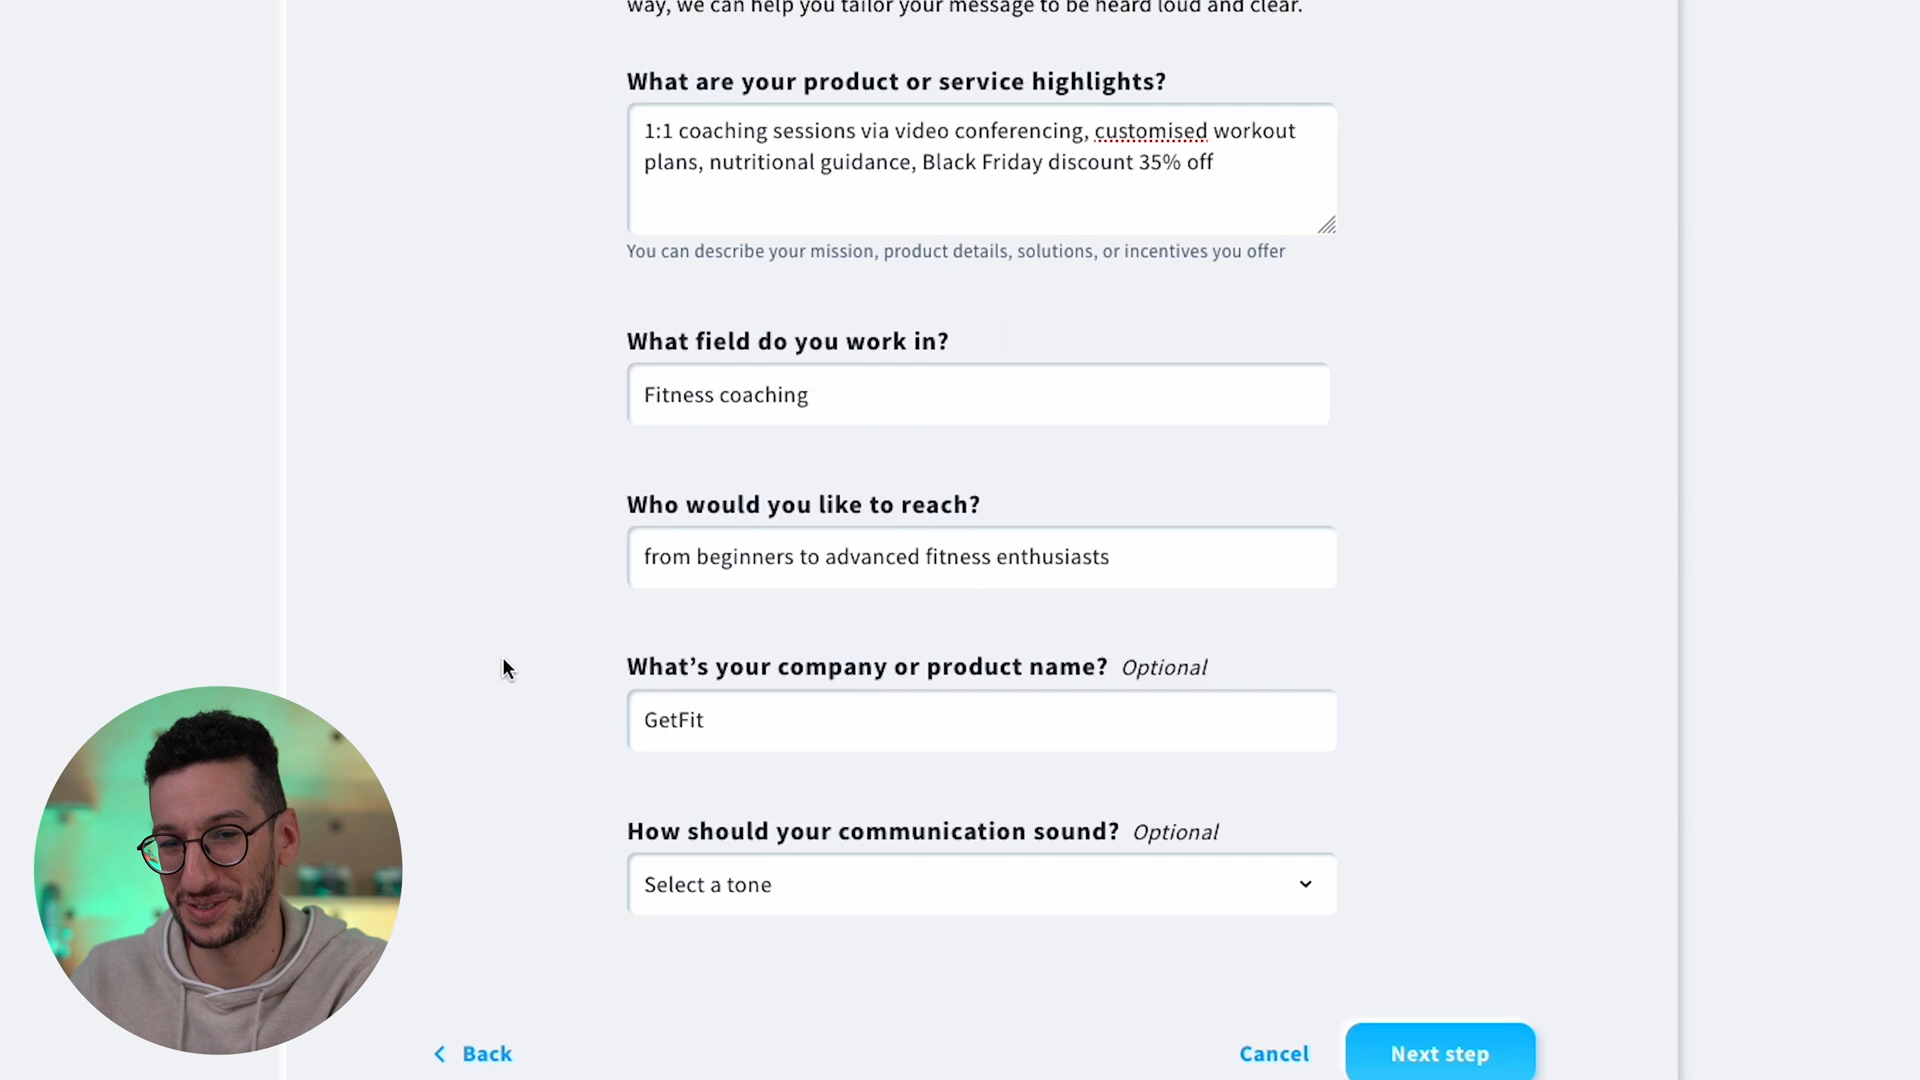 way, we can help you tailor your message to be heard loud and clear.
What are your product or service highlights?
1:1 coaching sessions via video conferencing, customised workout
plans, nutritional guidance, Black Friday discount 35% off
You can describe your mission, product details, solutions, or incentives you offer
What field do you work in?
Fitness coaching
Who would you like to reach?
from beginners to advanced fitness enthusiasts
What’s your company or product name? Optional
GetFit
How should your communication sound? Optional
Select a tone
Back
Cancel
Next step